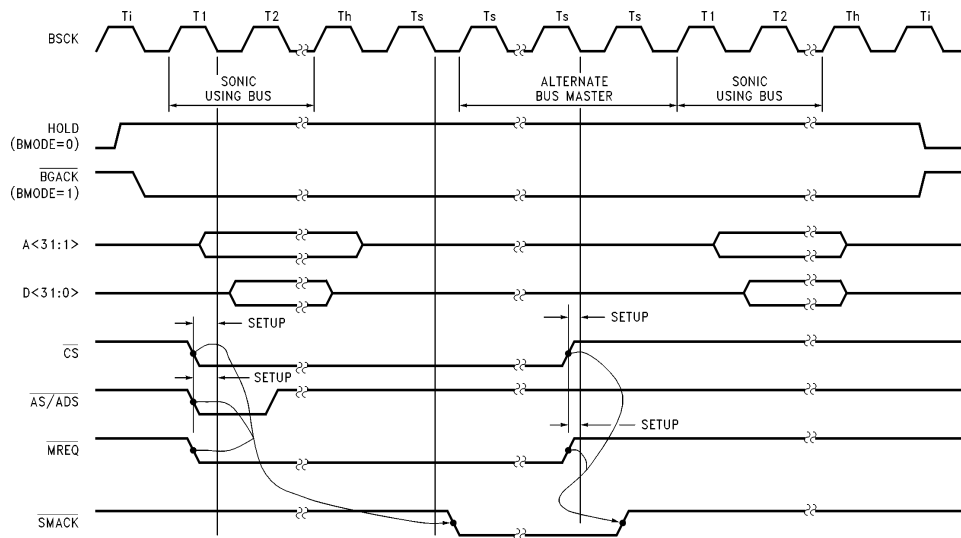 Ti T1 T2 Th Ts Ts Ts Ts T1 T2 Th Ti
BSCK
SONIC
USING BUS
ALTERNATE
BUS MASTER
SONIC
USING BUS
HOLD
(BMODE=0)
BGACK
(BMODE=1)
A<31:1>
D<31:0>
SETUP
SETUP
CS
SETUP
AS/ADS
SETUP
MREQ
SMACK